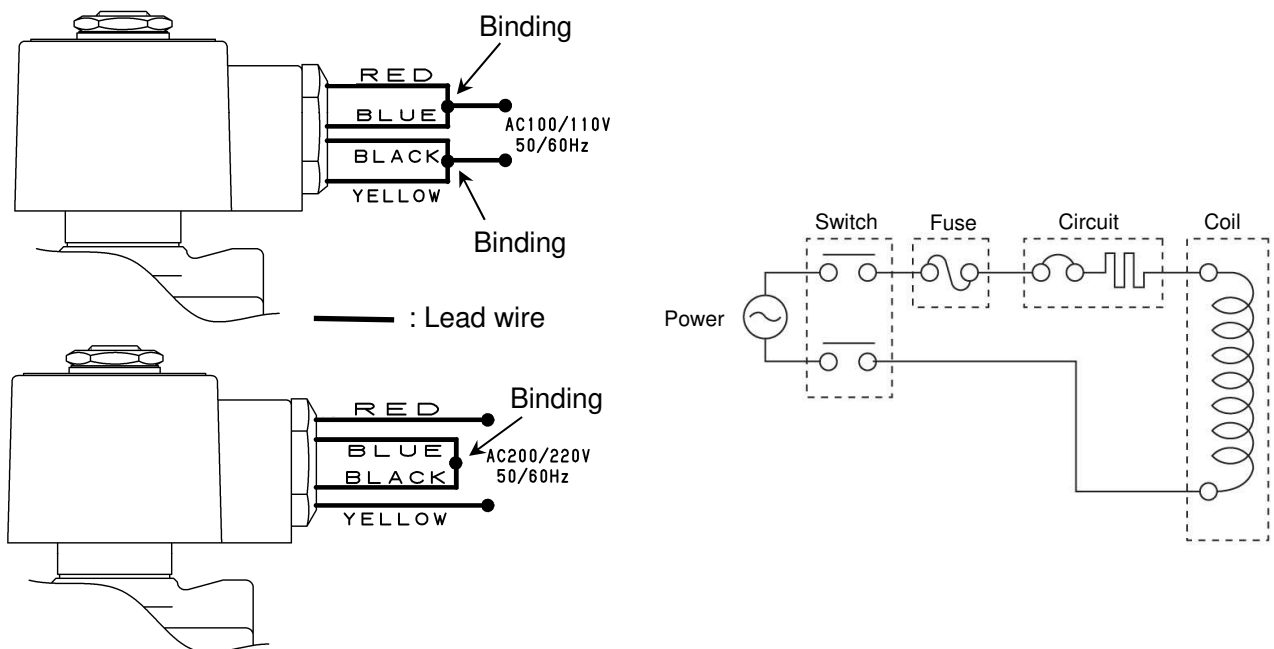 Binding
RED
BLUE
AC100/110V
50/60Hz
BLACK
YELLOW
Binding
: Lead wire
RED
Binding
BLUE
AC200/220V
50/60Hz
BLACK
YELLOW
Switch
Fuse
Circuit
Coil
Power